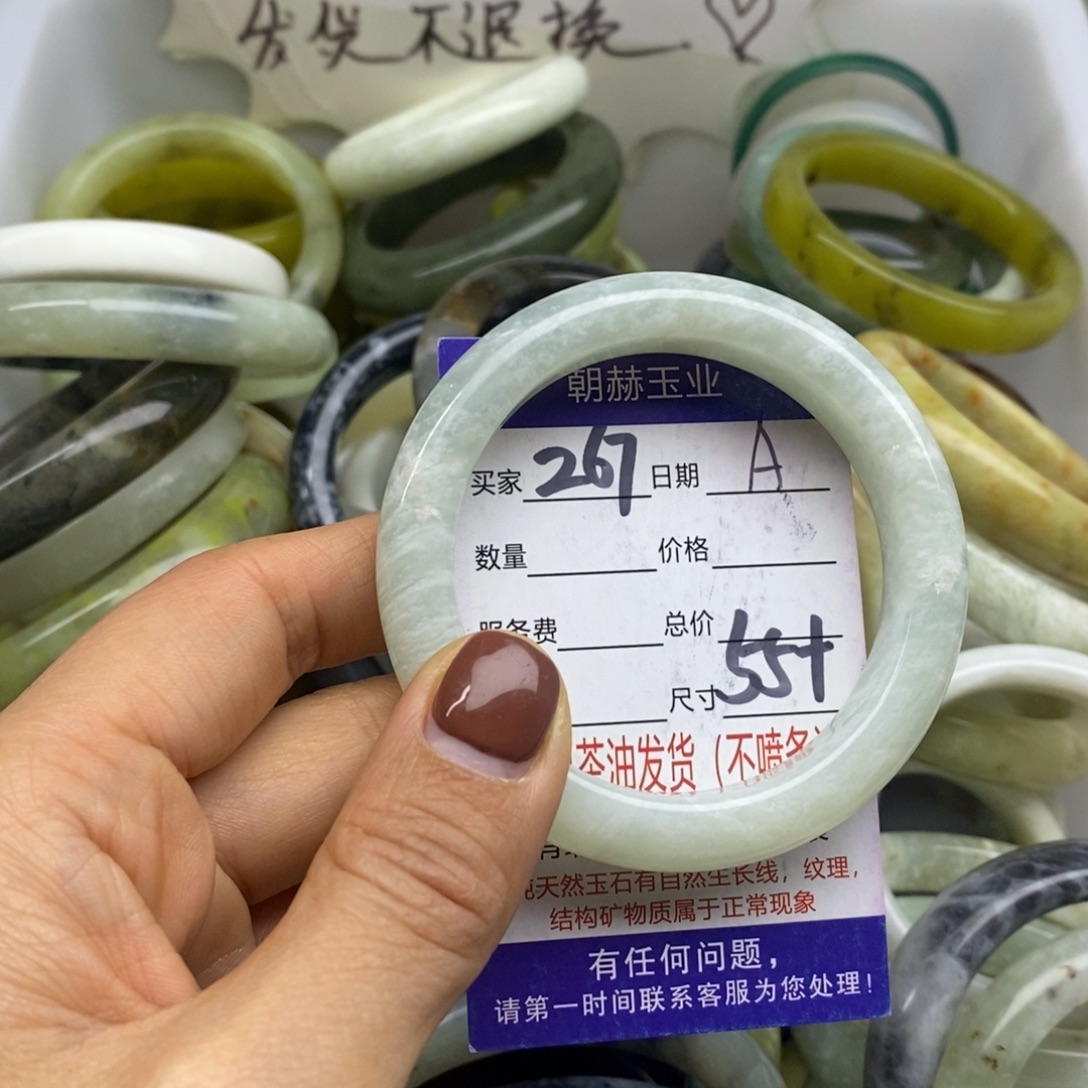 发货不退换.
朝赫玉业
买家 267 日期 A
数量 价格
服务费 总价
尺寸 55+
茶油发货(不喷
天然玉石有自然生长线,纹理,
结构矿物质属于正常现象
有任何问题,
请第一时间联系客服为您处理!